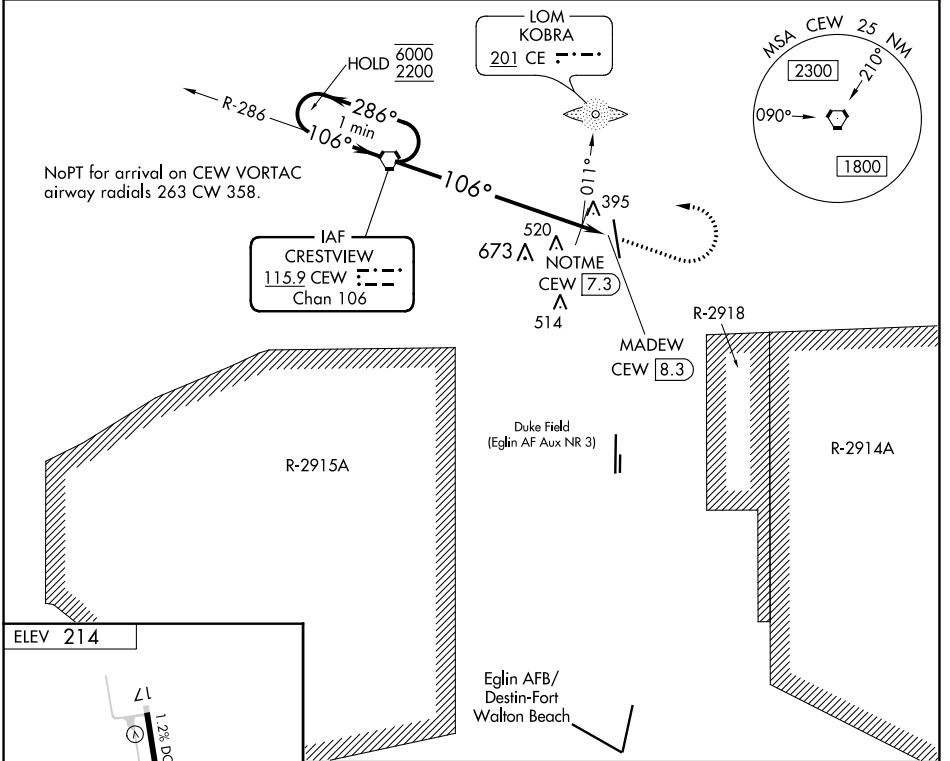 LOM
KOBRA
201 CE
MSA CEW 25 NM
2300
210°
090°
1800
HOLD
6000
2200
R-286
286°
1 min
106°
106°
011°
NoPT for arrival on CEW VORTAC
airway radials 263 CW 358.
IAF
CRESTVIEW
115.9 CEW
Chan 106
395
520
673
NOTME
CEW 7.3
514
MADEW
CEW 8.3
R-2918
Duke Field
(Eglin AF Aux NR 3)
R-2915A
R-2914A
ELEV 214
17
1.2% DO
Eglin AFB/
Destin-Fort
Walton Beach